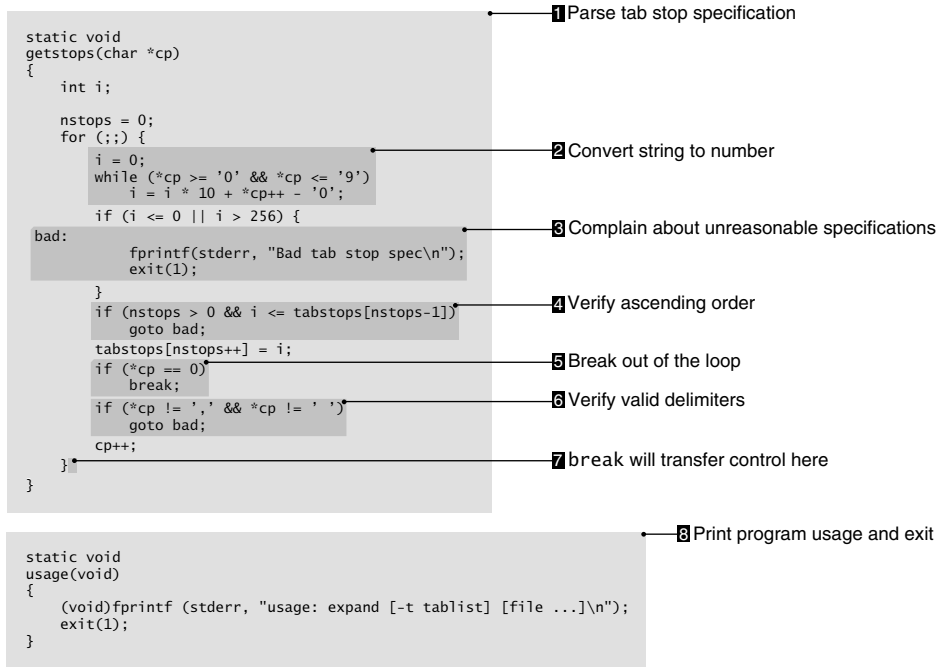 1 Parse tab stop specification
static void
getstops(char *cp)
{
int i;
nstops = 0;
for (;;) {
i = 0;
2 Convert string to number
while (*cp >= ’0’ && *cp <= ’9’)
i = i * 10 + *cp++ - ’0’;
if (i <= 0 || i > 256) {
3 Complain about unreasonable specifications
bad:
fprintf(stderr, "Bad tab stop spec\n");
exit(1);
}
4 Verify ascending order
if (nstops > 0 && i <= tabstops[nstops-1])
goto bad;
tabstops[nstops++] = i;
5 Break out of the loop
if (*cp == 0)
break;
6 Verify valid delimiters
if (*cp != ’,’ && *cp != ’ ’)
goto bad;
cp++;
}
7 break will transfer control here
}
8 Print program usage and exit
static void
usage(void)
{
(void)fprintf (stderr, "usage: expand [-t tablist] [file ...]\n");
exit(1);
}